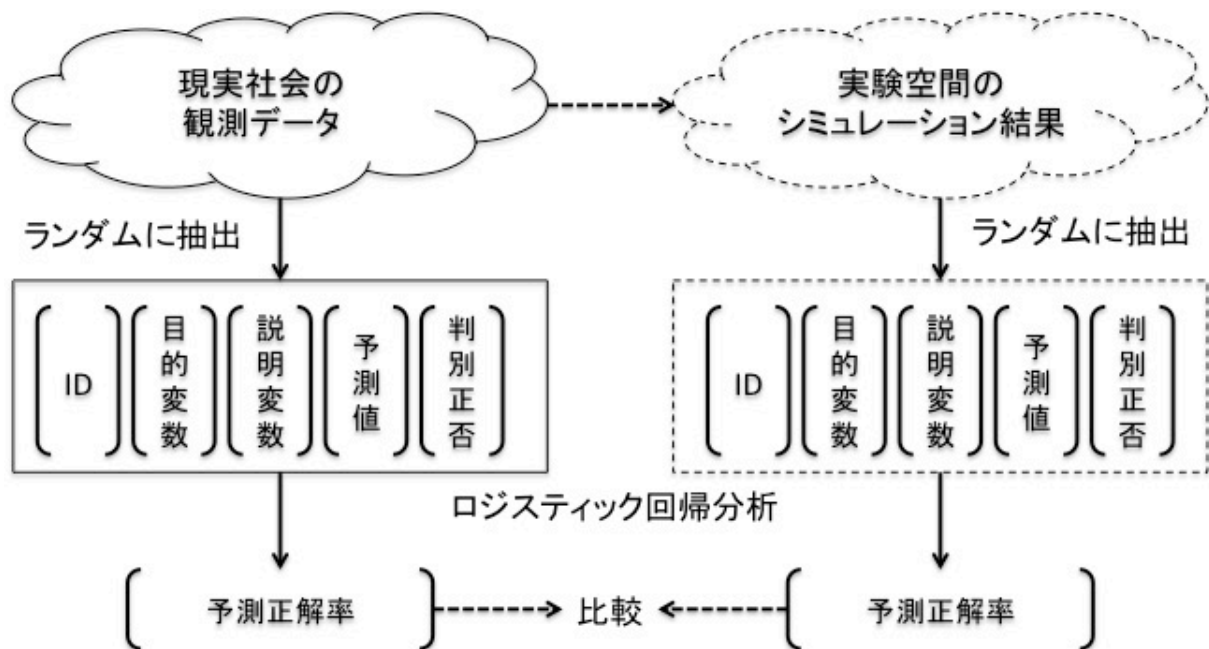 現実社会の
観測データ
実験空間の
シミュレーション結果
ランダムに抽出
ランダムに抽出
ID
目的変数
説明変数
予測値
判別正否
ID
目的変数
説明変数
予測値
判別正否
ロジスティック回帰分析
予測正解率
比較
予測正解率